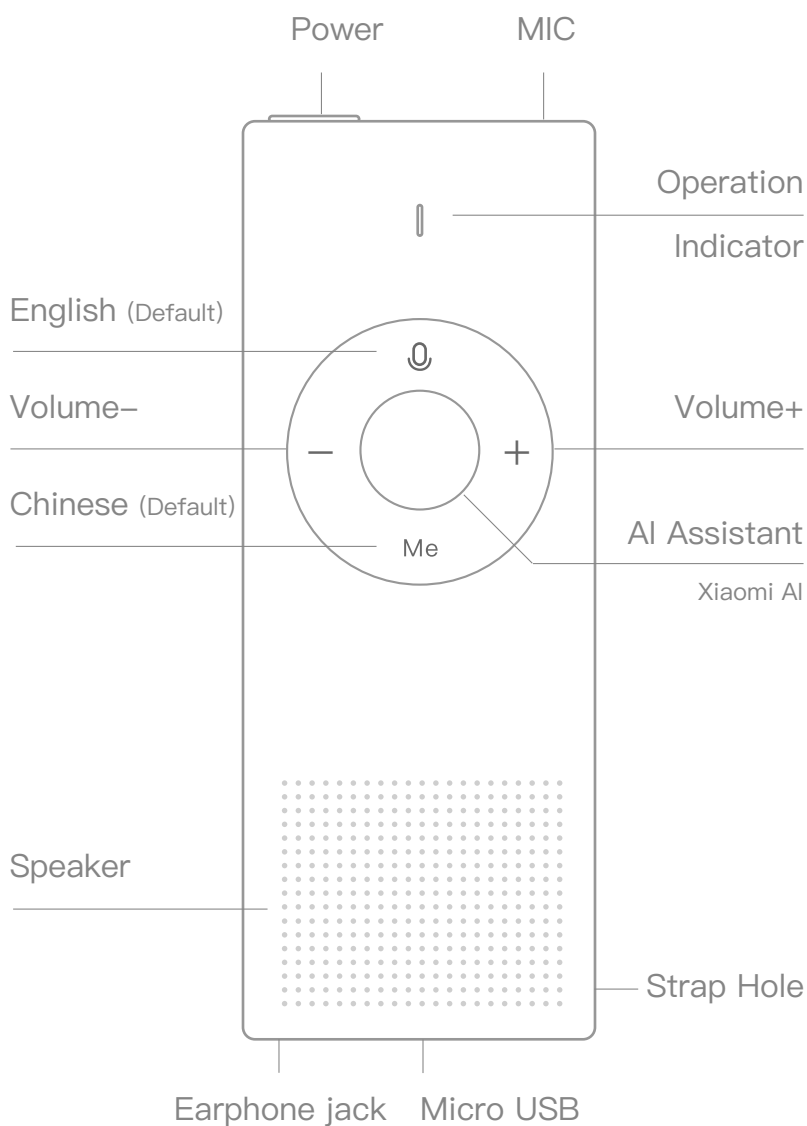 Power
MIC
Operation
Indicator
English (Default)
Volume–
Volume+
Chinese (Default)
AI Assistant
Xiaomi AI
–
+
Me
Speaker
Strap Hole
Earphone jack
Micro USB